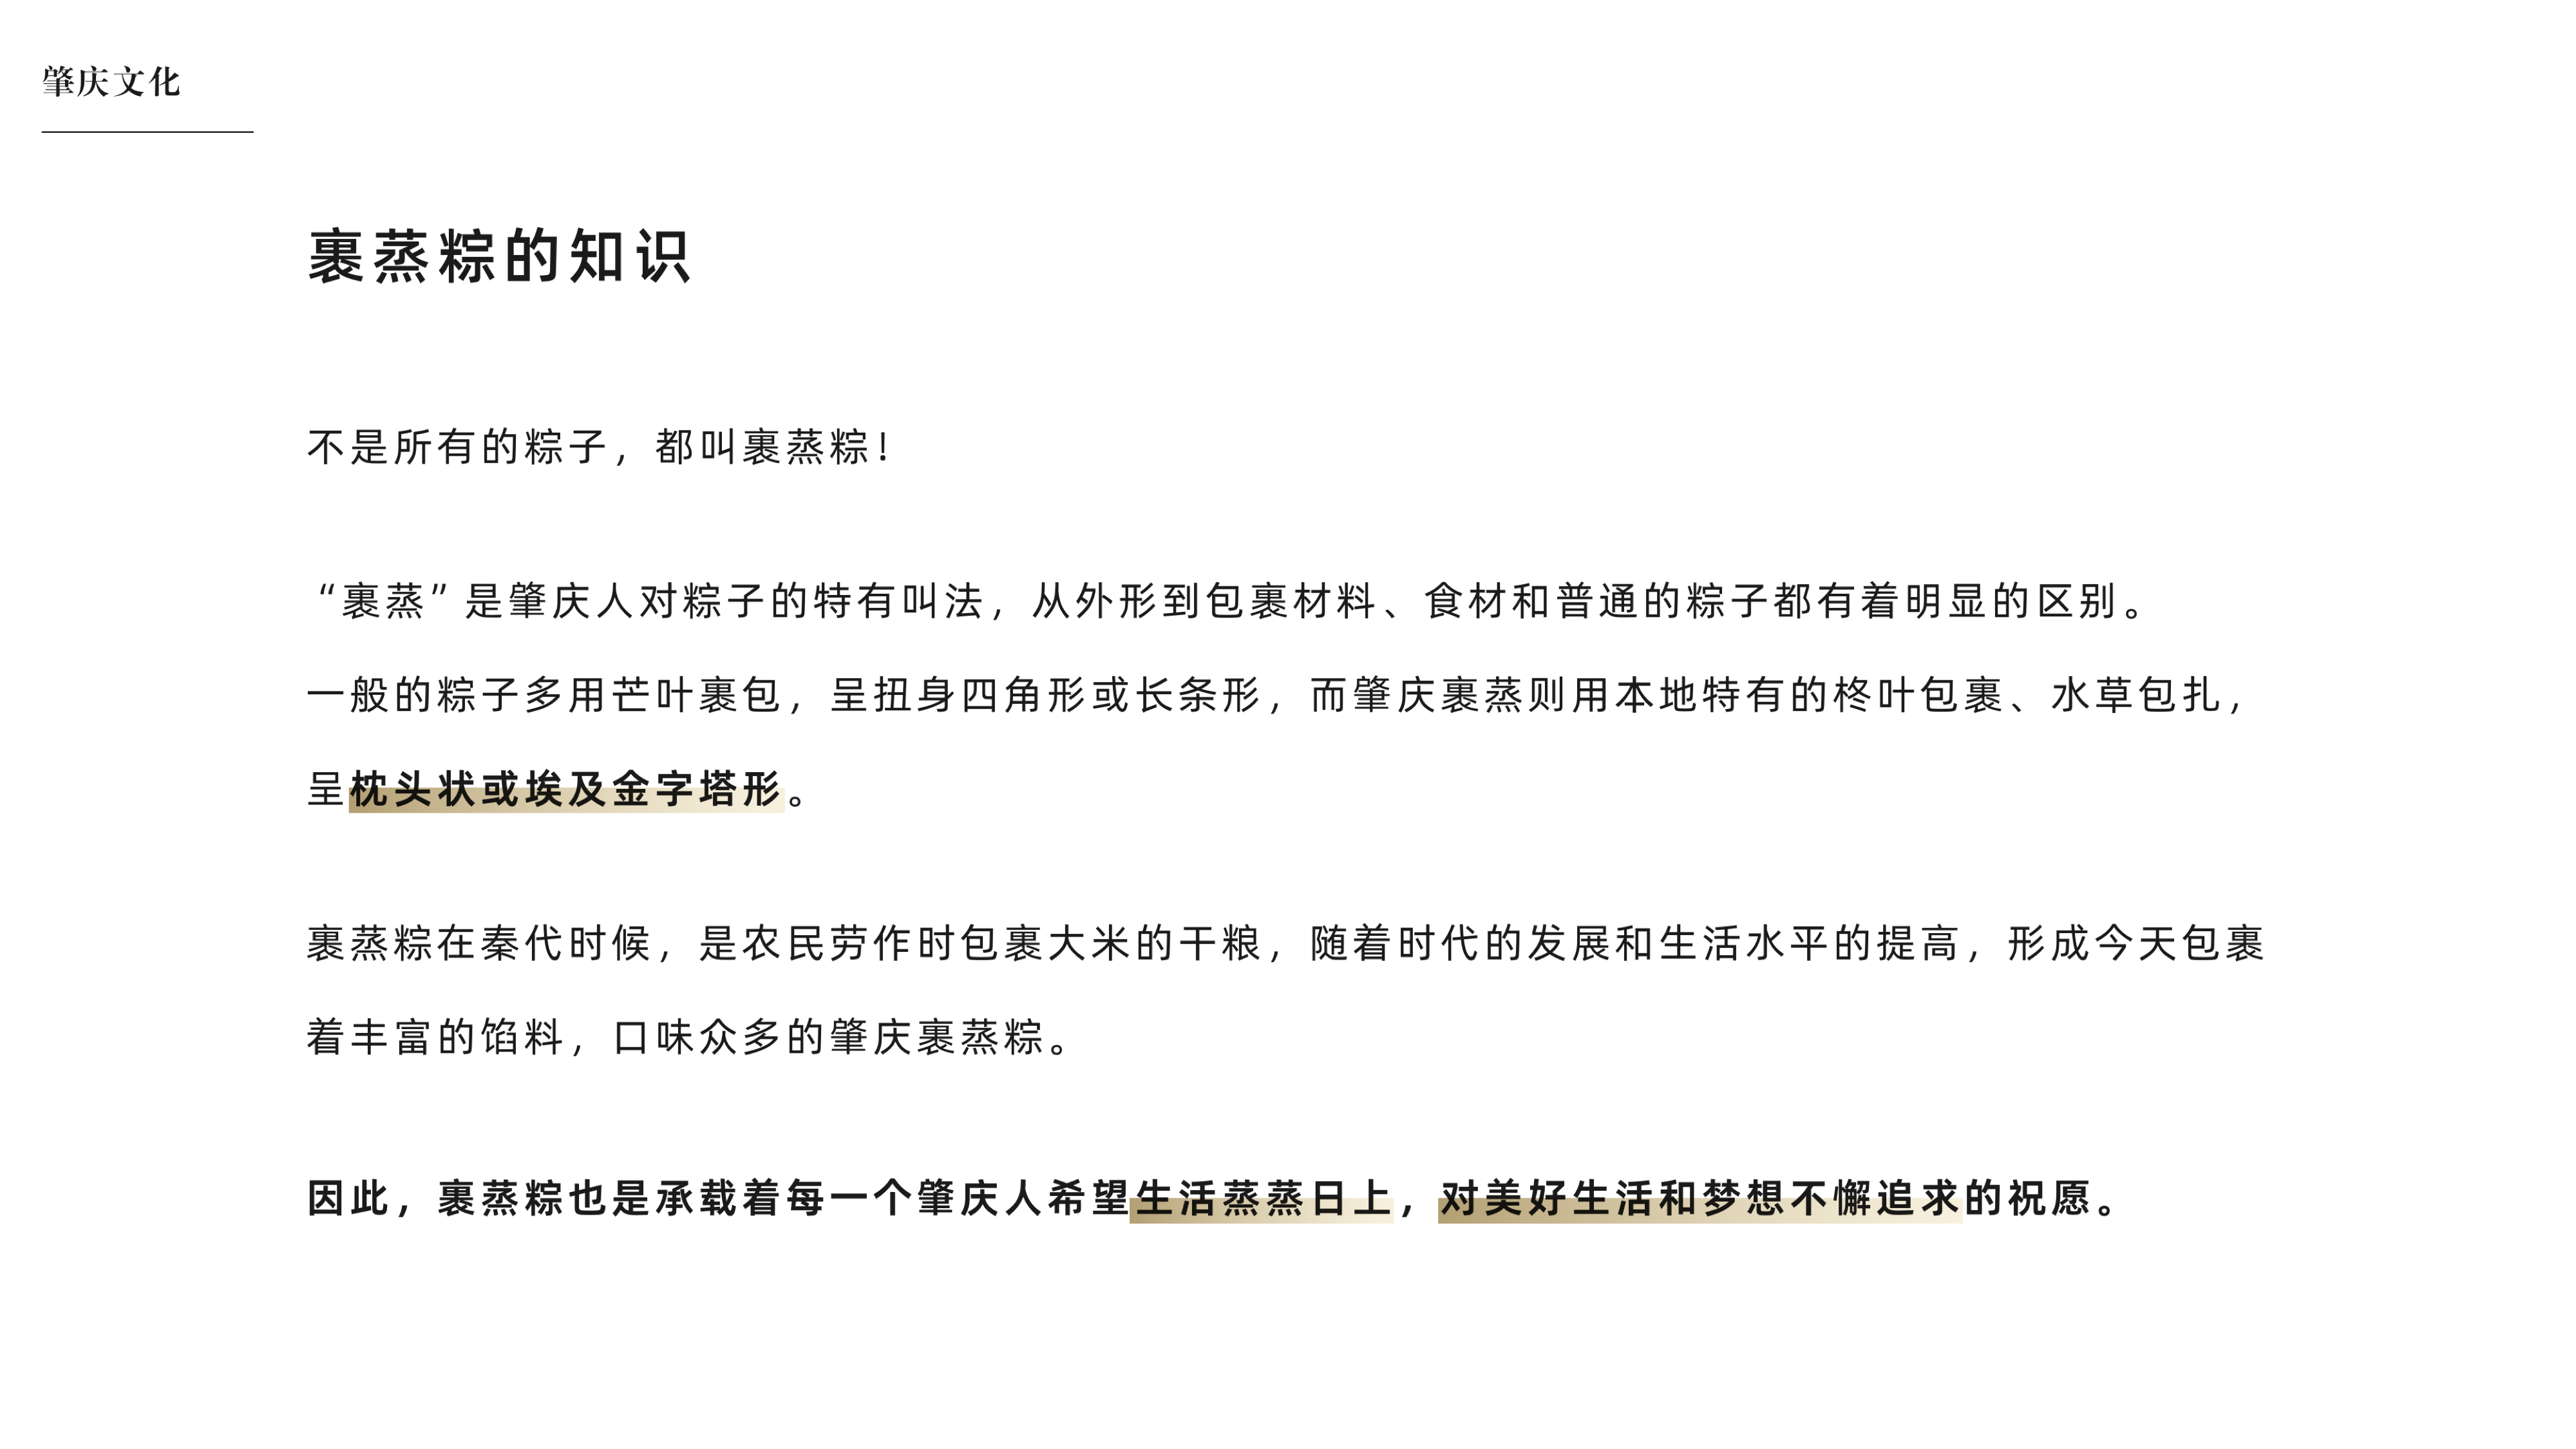 肇庆文化
裹蒸粽的知识
不是所有的粽子，都叫裹蒸粽！
“裹蒸”是肇庆人对粽子的特有叫法，从外形到包裹材料、食材和普通的粽子都有着明显的区别。
一般的粽子多用芒叶裹包，呈扭身四角形或长条形，而肇庆裹蒸则用本地特有的柊叶包裹、水草包扎，
呈枕头状或埃及金字塔形。
裹蒸粽在秦代时候，是农民劳作时包裹大米的干粮，随着时代的发展和生活水平的提高，形成今天包裹
着丰富的馅料，口味众多的肇庆裹蒸粽。
因此，裹蒸粽也是承载着每一个肇庆人希望生活蒸蒸日上，对美好生活和梦想不懈追求的祝愿。